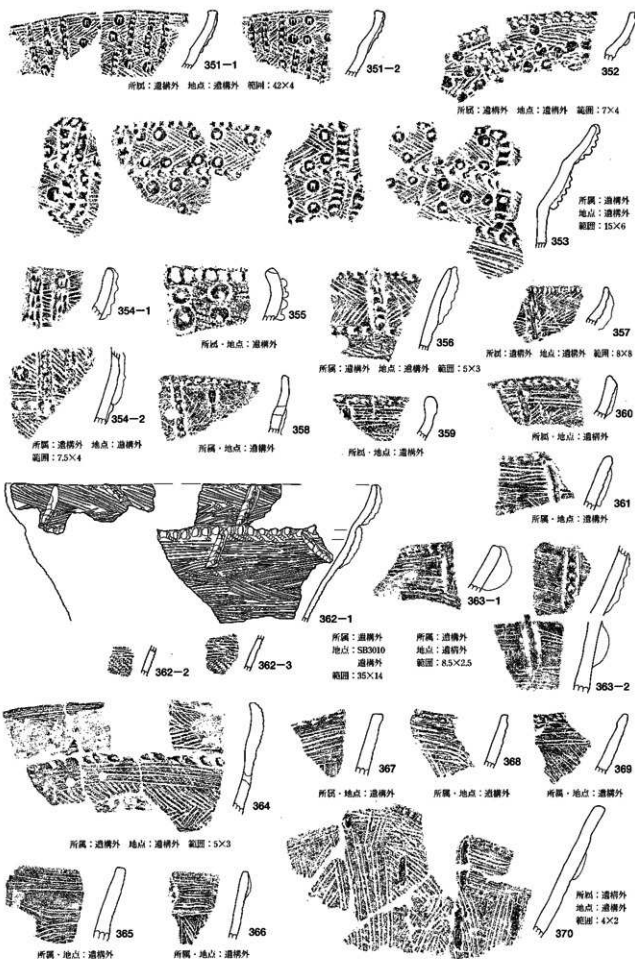 351-1
351-2
所属：遺構外 地点：遺構外 範囲：42×4
352
所属：遺構外 地点：遺構外 範囲：7×4
353
所属：遺構外
地点：遺構外
範囲：15×6
354-1
355
所属・地点：遺構外
356
所属：遺構外 地点：遺構外 範囲：5×3
357
所属：遺構外 地点：遺構外 範囲：8×8
354-2
所属：遺構外 地点：遺構外
範囲：7.5×4
358
所属・地点：遺構外
359
所属・地点：遺構外
360
所属・地点：遺構外
361
所属・地点：遺構外
362-1
所属：遺構外
地点：SB3010
遺構外
範囲：35×14
362-2
362-3
363-1
所属：遺構外
地点：遺構外
範囲：8.5×2.5
363-2
364
所属：遺構外 地点：遺構外 範囲：5×3
367
所属・地点：遺構外
368
所属・地点：遺構外
369
所属・地点：遺構外
365
所属・地点：遺構外
366
所属・地点：遺構外
370
所属：遺構外
地点：遺構外
範囲：4×2